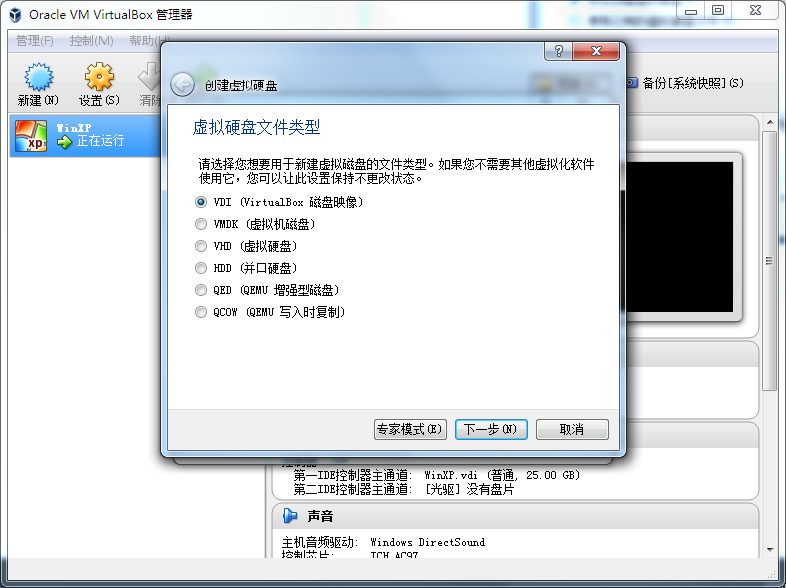 Oracle VM VirtualBox 管理器
管理(F) 控制(M) 帮助(H)
新建(N) 设置(S) 清除
备份[系统快照](S)
WinXP
正在运行
创建虚拟硬盘
虚拟硬盘文件类型
请选择您想要用于新建虚拟磁盘的文件类型。如果您不需要其他虚拟化软件
使用它，您可以让此设置保持不更改状态。
VDI (VirtualBox 磁盘映像)
VMDK (虚拟机磁盘)
VHD (虚拟硬盘)
HDD (并口硬盘)
QED (QEMU 增强型磁盘)
QCOW (QEMU 写入时复制)
专家模式(E) 下一步(N) 取消
第一IDE控制器主通道: WinXP.vdi (普通, 25.00 GB)
第二IDE控制器主通道: [光驱] 没有盘片
声音
主机音频驱动: Windows DirectSound
控制芯片: ICH AC97